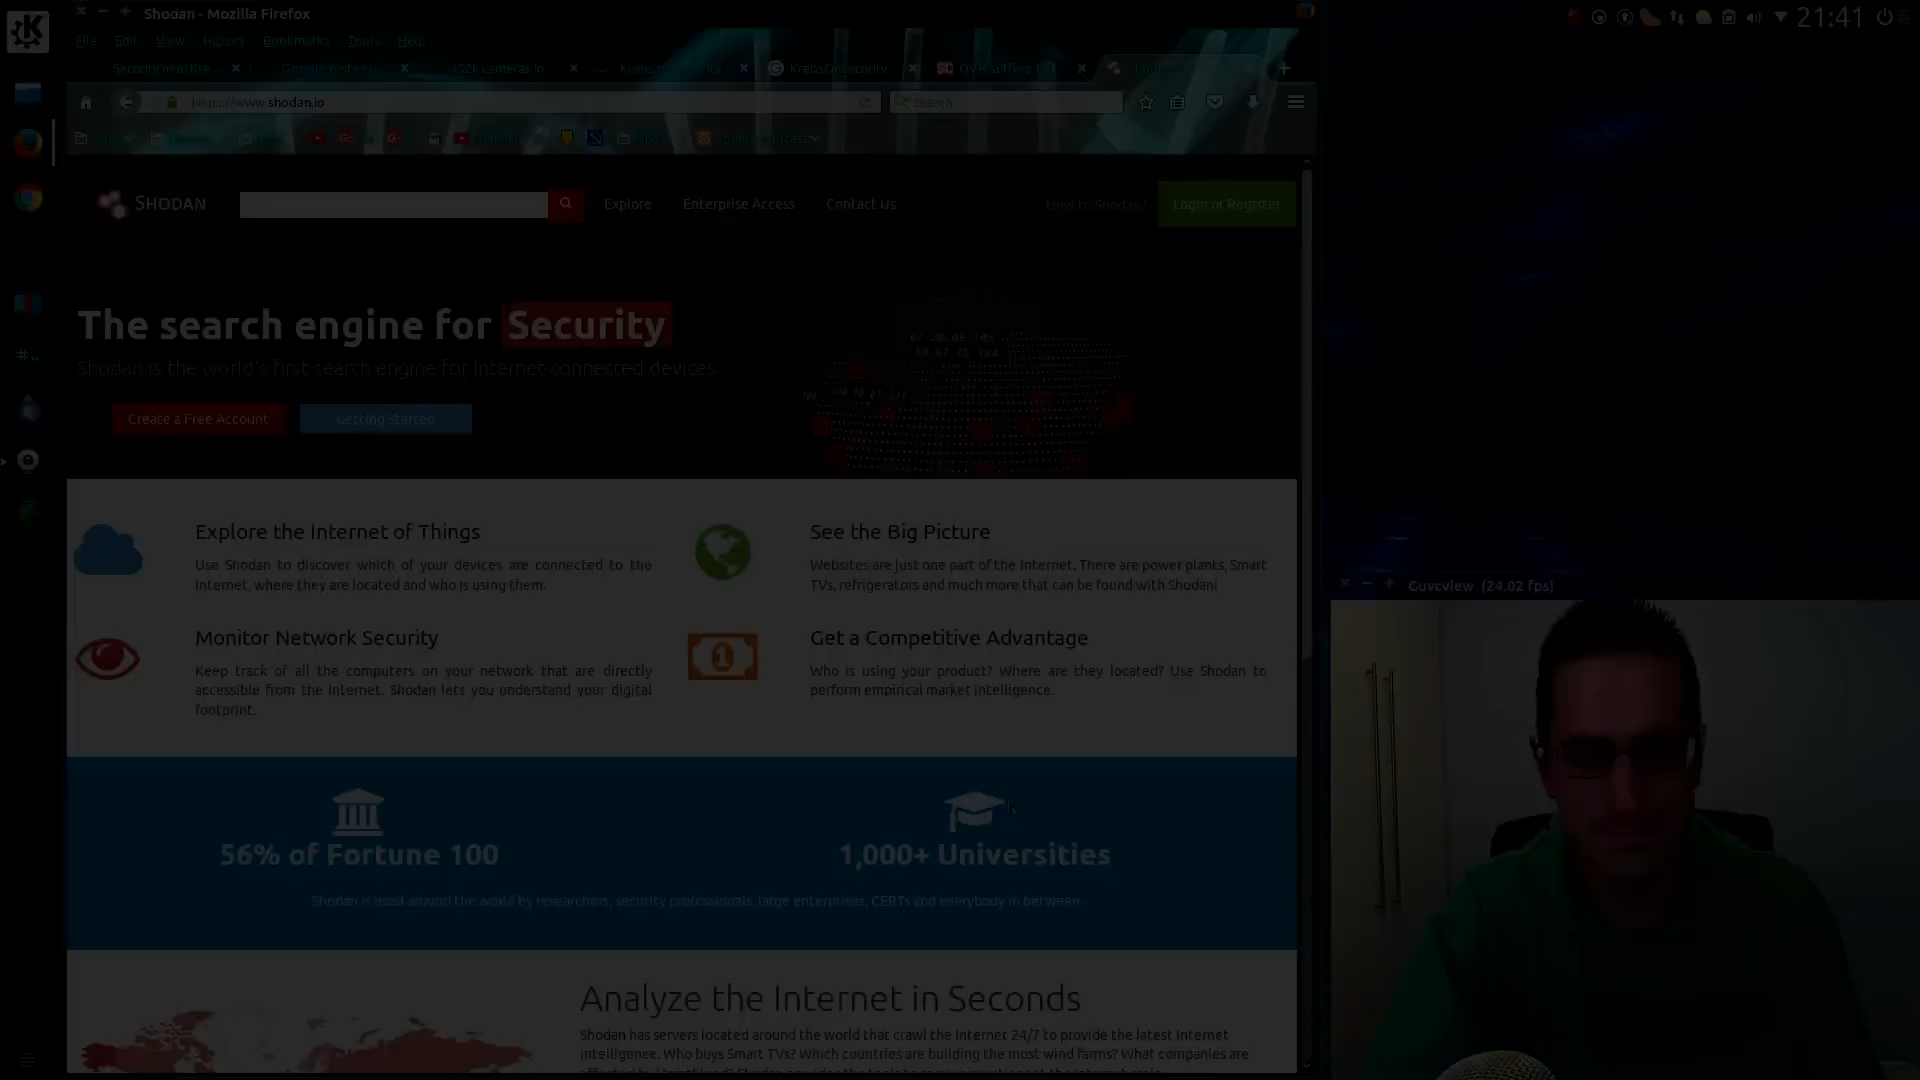 Shodan - Mozilla Firefox
21:41
File Edit View History Bookmarks Tools Help
152k cameras in
KrebsOnSecurity
https://www.shodan.io
Search
SHODAN
Explore
Enterprise Access
Contact Us
New to Shodan?
Login or Register
The search engine for Security
Shodan is the world's first search engine for Internet-connected devices.
Create a Free Account
Getting Started
Explore the Internet of Things
Use Shodan to discover which of your devices are connected to the
Internet, where they are located and who is using them.
See the Big Picture
Websites are just one part of the Internet. There are power plants, Smart
TVs, refrigerators and much more that can be found with Shodan!
Monitor Network Security
Keep track of all the computers on your network that are directly
accessible from the Internet. Shodan lets you understand your digital
footprint.
Get a Competitive Advantage
Who is using your product? Where are they located? Use Shodan to
perform empirical market intelligence.
Guvcview (24.02 fps)
56% of Fortune 100
1,000+ Universities
Shodan is used around the world by researchers, security professionals, large enterprises, CERTs and everybody in between.
Analyze the Internet in Seconds
Shodan has servers located around the world that crawl the Internet 24/7 to provide the latest Internet
intelligence. Who buys Smart TVs? Which countries are building the most wind farms? What companies are